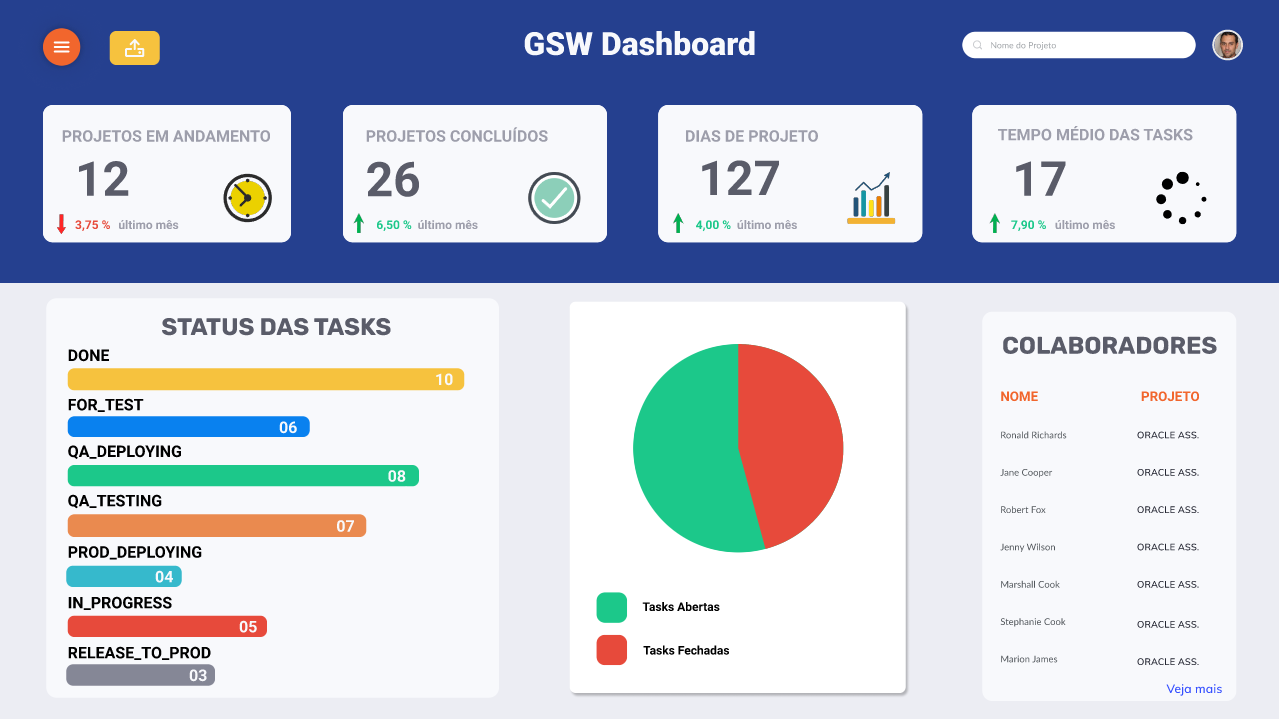 GSW Dashboard
Nome do Projeto
PROJETOS EM ANDAMENTO
12
3,75 % último mês
PROJETOS CONCLUÍDOS
26
6,50 % último mês
DIAS DE PROJETO
127
4,00 % último mês
TEMPO MÉDIO DAS TASKS
17
7,90 % último mês
STATUS DAS TASKS
DONE
10
FOR_TEST
06
QA_DEPLOYING
08
QA_TESTING
07
PROD_DEPLOYING
04
IN_PROGRESS
05
RELEASE_TO_PROD
03
Tasks Abertas
Tasks Fechadas
COLABORADORES
NOME PROJETO
Ronald Richards ORACLE ASS.
Jane Cooper ORACLE ASS.
Robert Fox ORACLE ASS.
Jenny Wilson ORACLE ASS.
Marshall Cook ORACLE ASS.
Stephanie Cook ORACLE ASS.
Marion James ORACLE ASS.
Veja mais